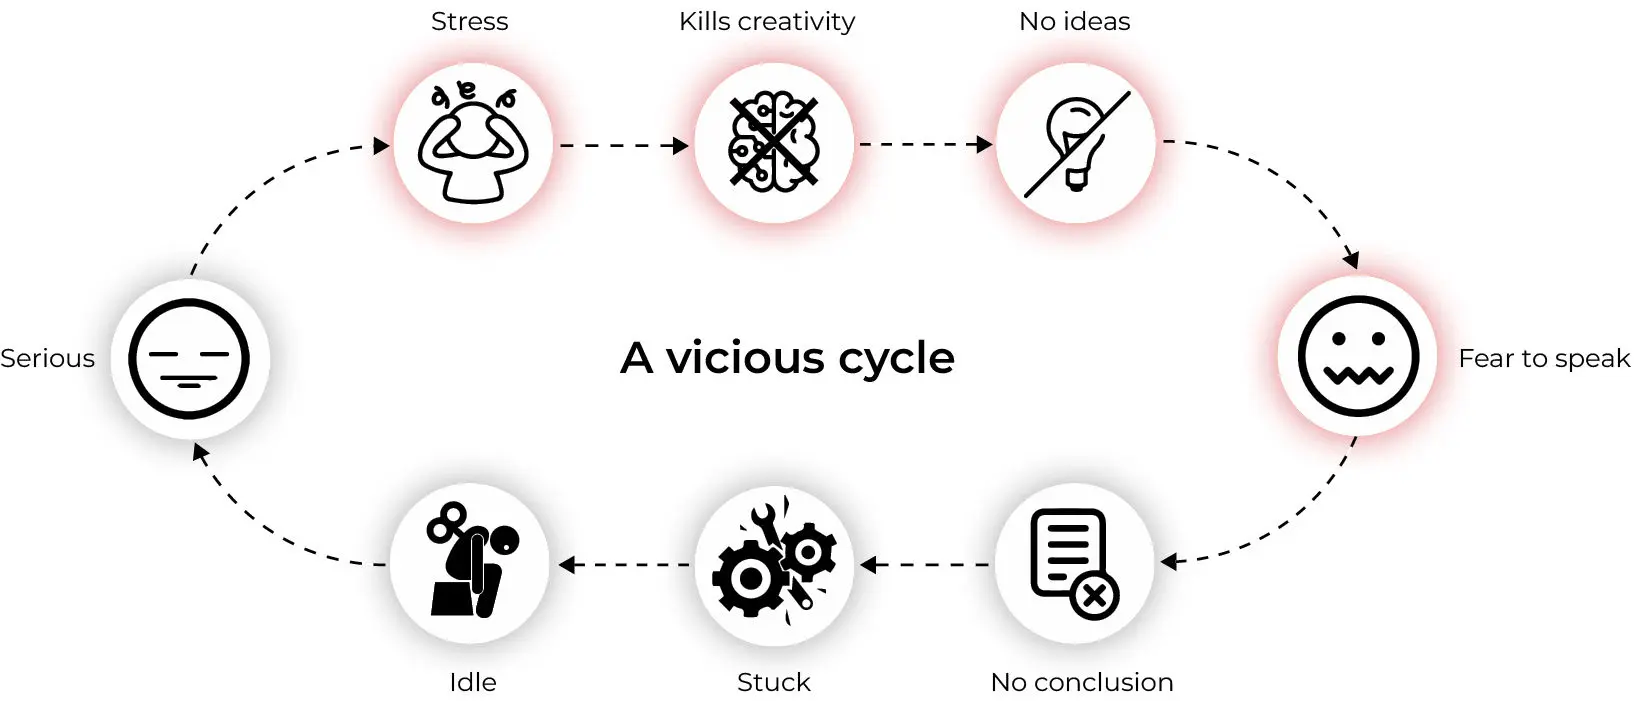 Stress
Kills creativity
No ideas
Serious
A vicious cycle
Fear to speak
Idle
Stuck
No conclusion